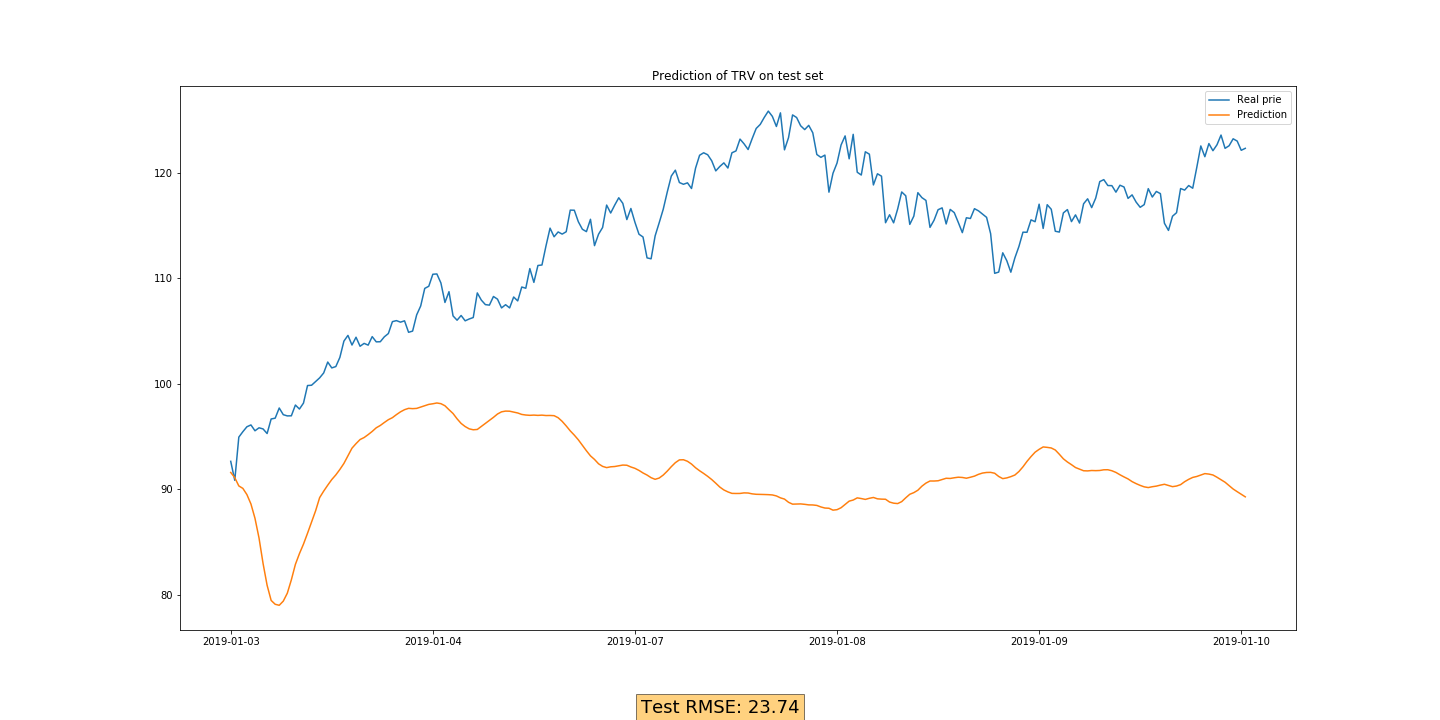 Prediction of TRV on test set
Real prie
Prediction
120
110
100
90
80
2019-01-03
2019-01-04
2019-01-07
2019-01-08
2019-01-09
2019-01-10
Test RMSE: 23.74